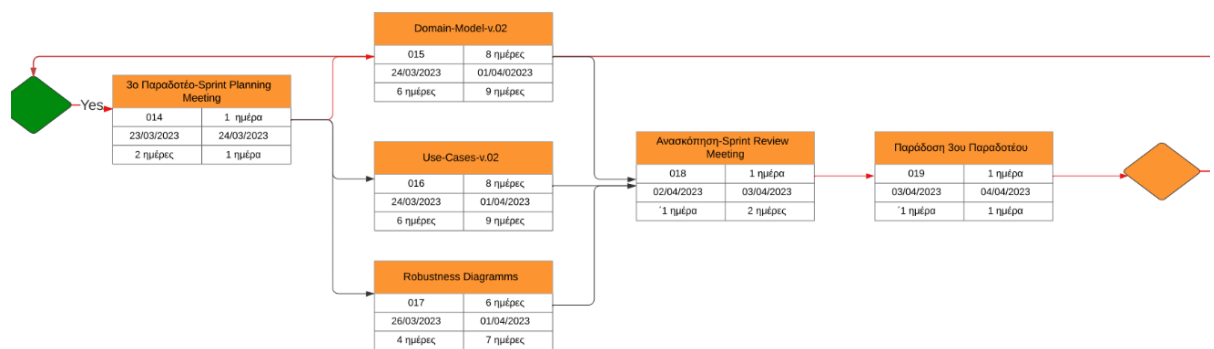 Yes
3ο Παραδοτέο-Sprint Planning
Meeting
014 1 ημέρα
23/03/2023 24/03/2023
2 ημέρες 1 ημέρα
Domain-Model-v.02
015 8 ημέρες
24/03/2023 01/04/02023
6 ημέρες 9 ημέρες
Use-Cases-v.02
016 8 ημέρες
24/03/2023 01/04/2023
6 ημέρες 9 ημέρες
Robustness Diagramms
017 6 ημέρες
26/03/2023 01/04/2023
4 ημέρες 7 ημέρες
Ανασκόπηση-Sprint Review
Meeting
018 1 ημέρα
02/04/2023 03/04/2023
΄1 ημέρα 2 ημέρες
Παράδοση 3ου Παραδοτέου
019 1 ημέρα
03/04/2023 04/04/2023
΄1 ημέρα 1 ημέρα